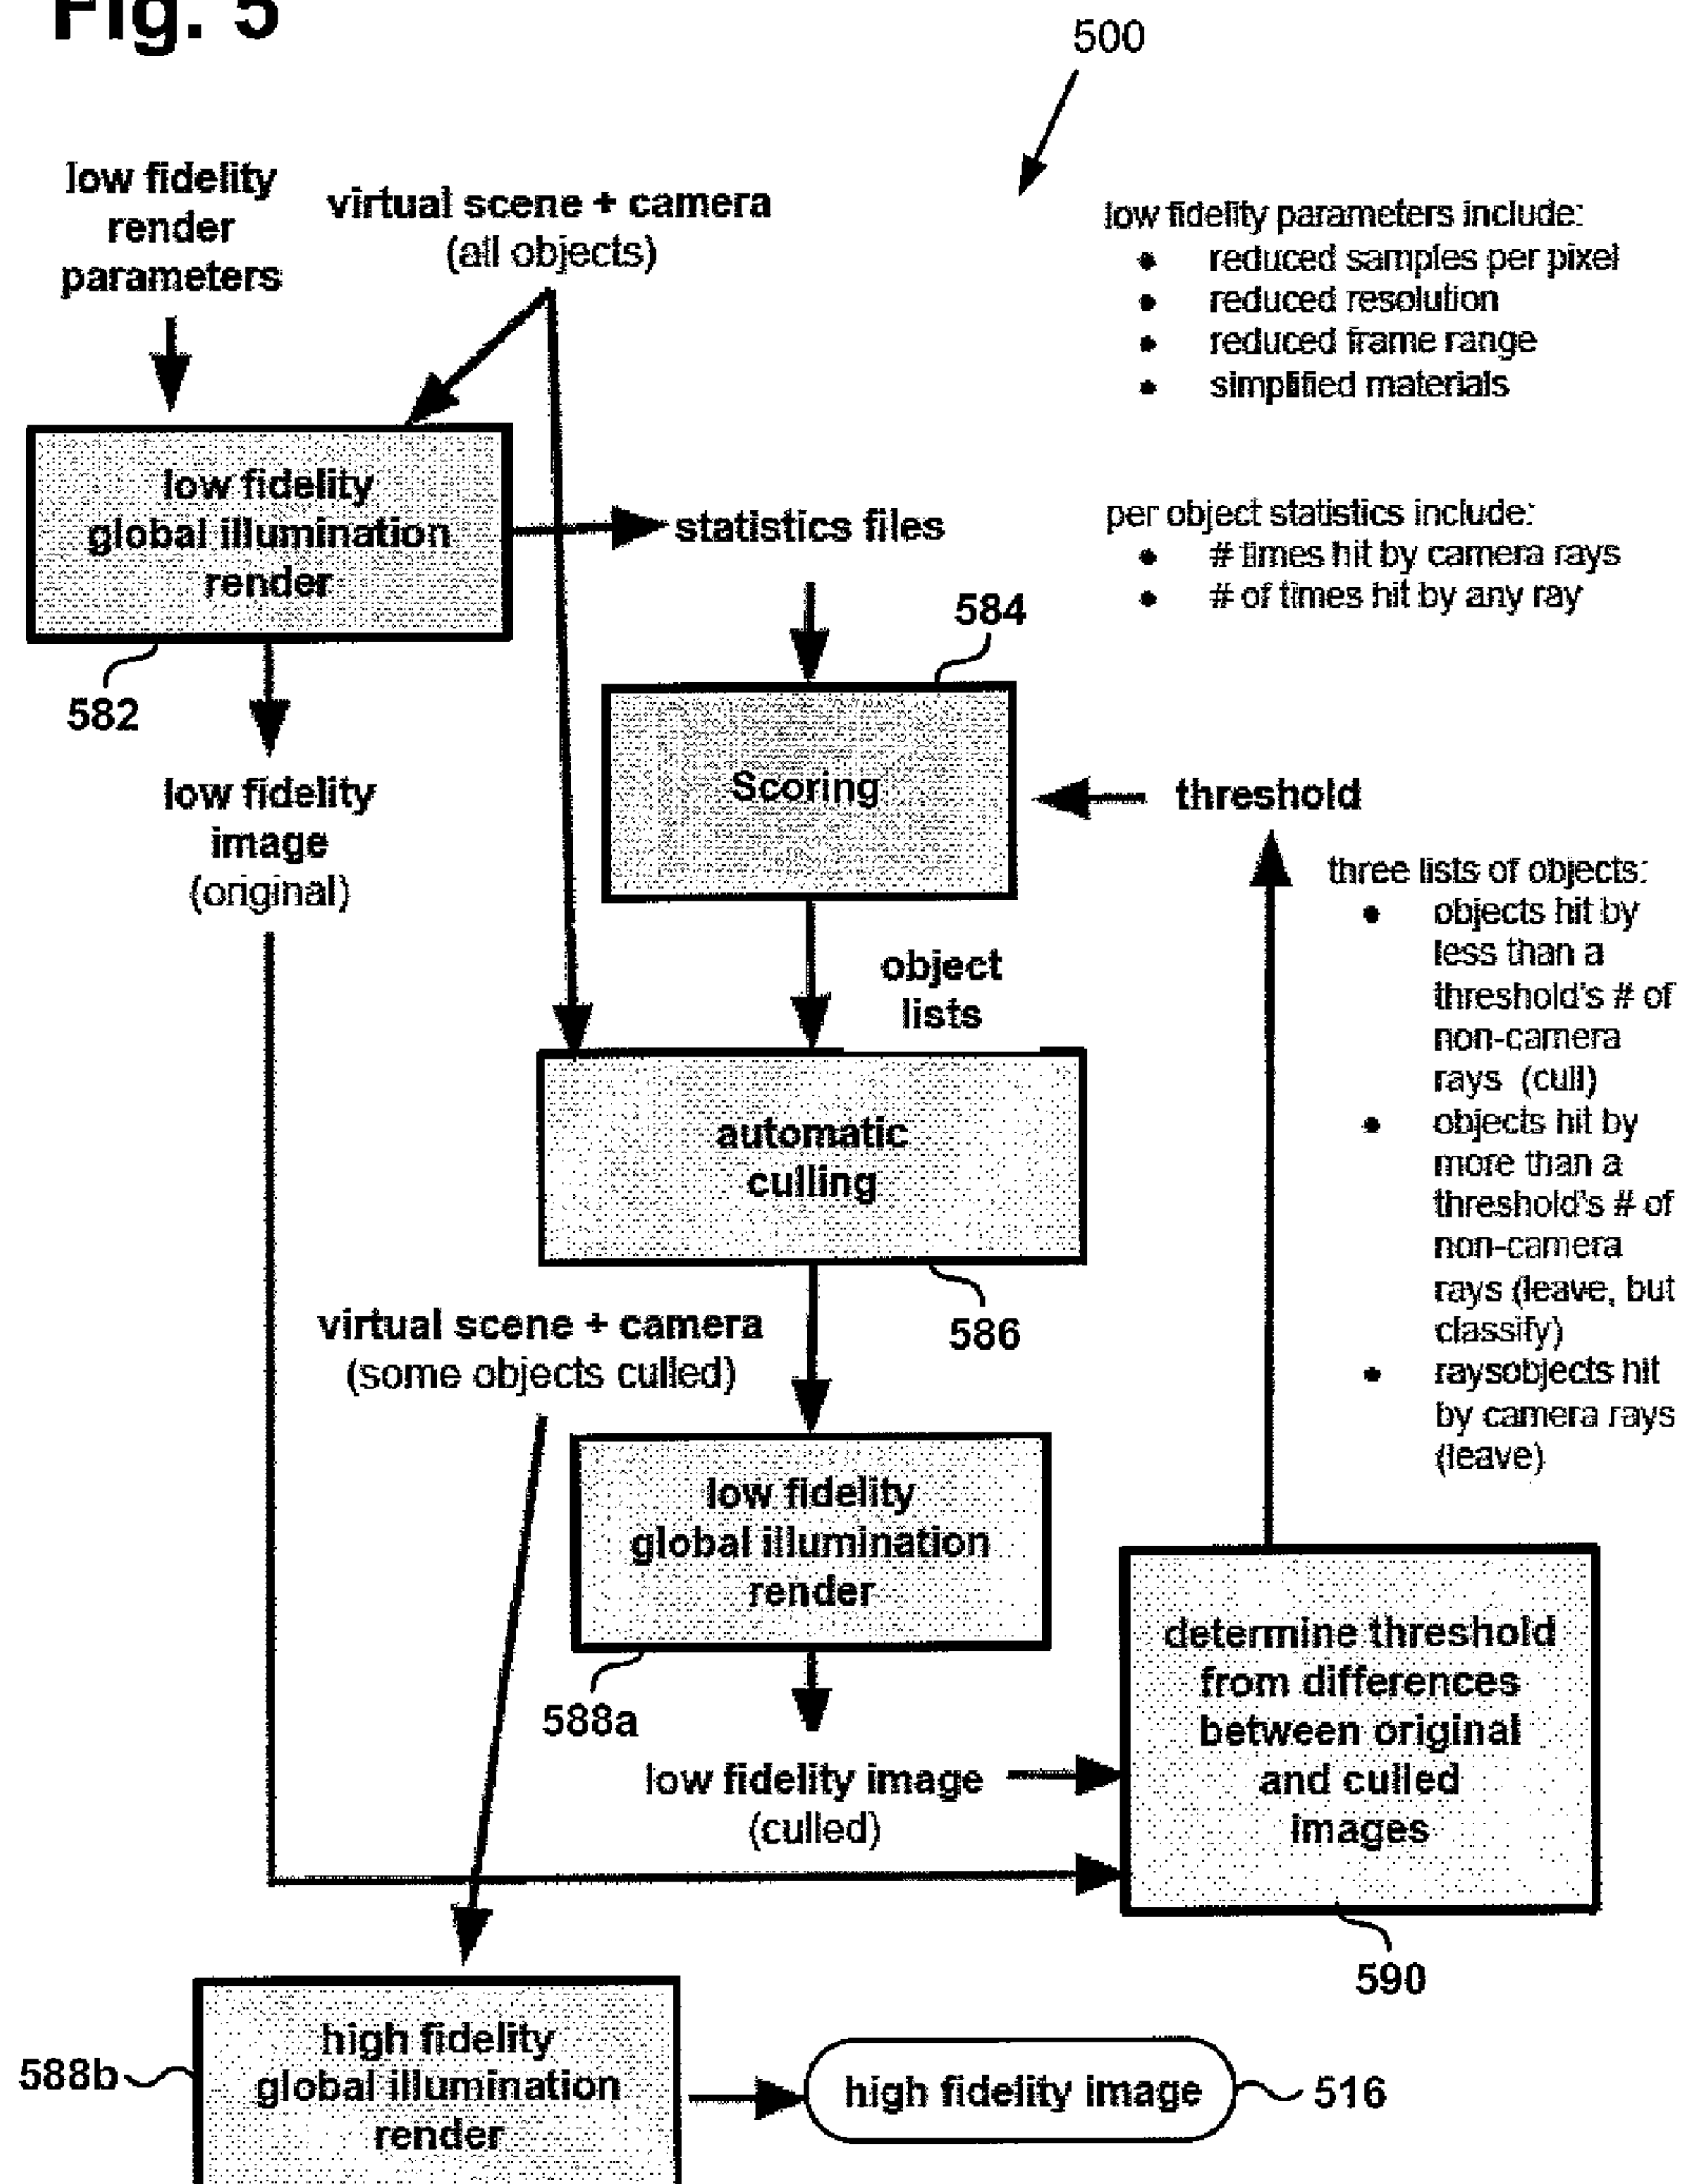 Fig. 5
500
low fidelity
render
parameters
virtual scene + camera
(all objects)
low fidelity parameters include:
• reduced samples per pixel
• reduced resolution
• reduced frame range
• simplified materials
low fidelity
global illumination
render
statistics files
per object statistics include:
• # times hit by camera rays
• # of times hit by any ray
582
584
low fidelity
image
(original)
Scoring
threshold
three lists of objects:
• objects hit by
less than a
threshold's # of
non-camera
rays (cull)
• objects hit by
more than a
threshold's # of
non-camera
rays (leave, but
classify)
• raysobjects hit
by camera rays
(leave)
object
lists
automatic
culling
586
virtual scene + camera
(some objects culled)
low fidelity
global illumination
render
588a
low fidelity image
(culled)
determine threshold
from differences
between original
and culled
images
590
high fidelity
global illumination
render
588b
high fidelity image
516